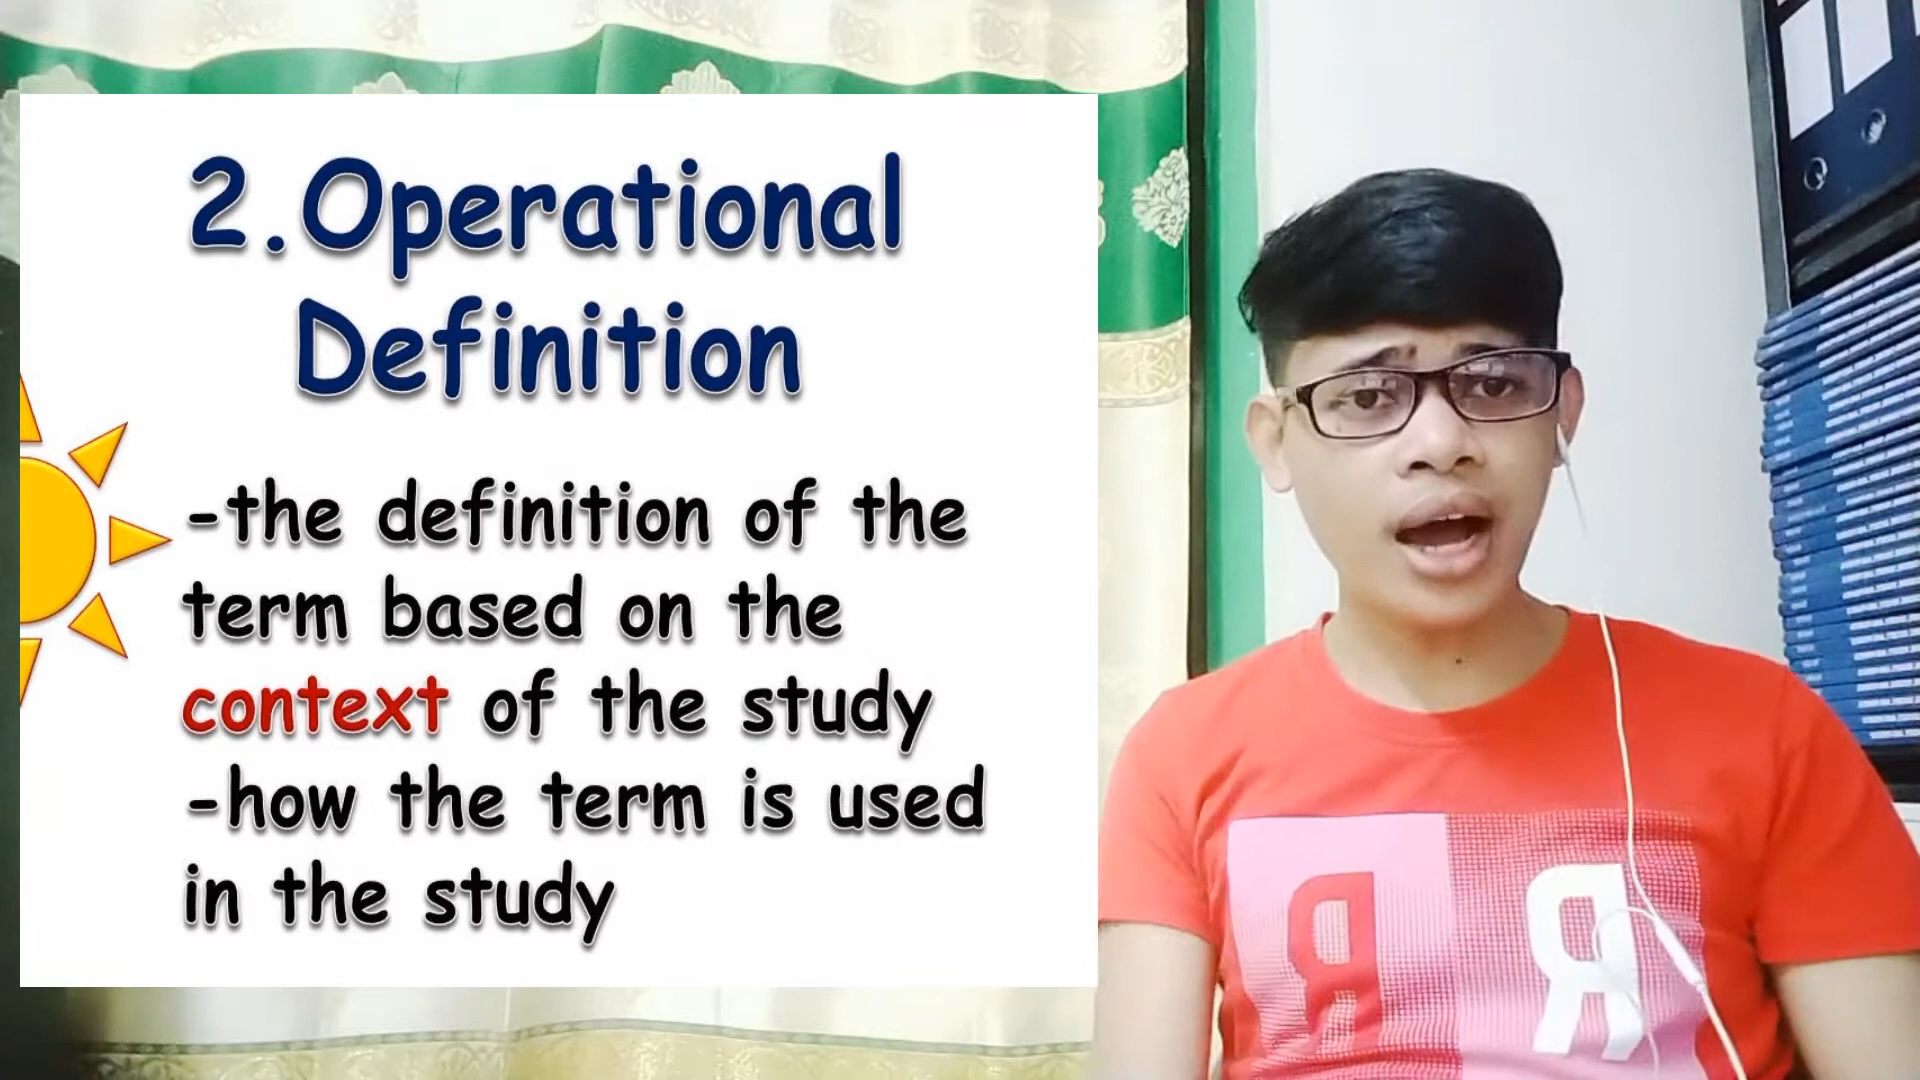 2.Operational
Definition
-the definition of the
term based on the
context of the study
-how the term is used
in the study
R R